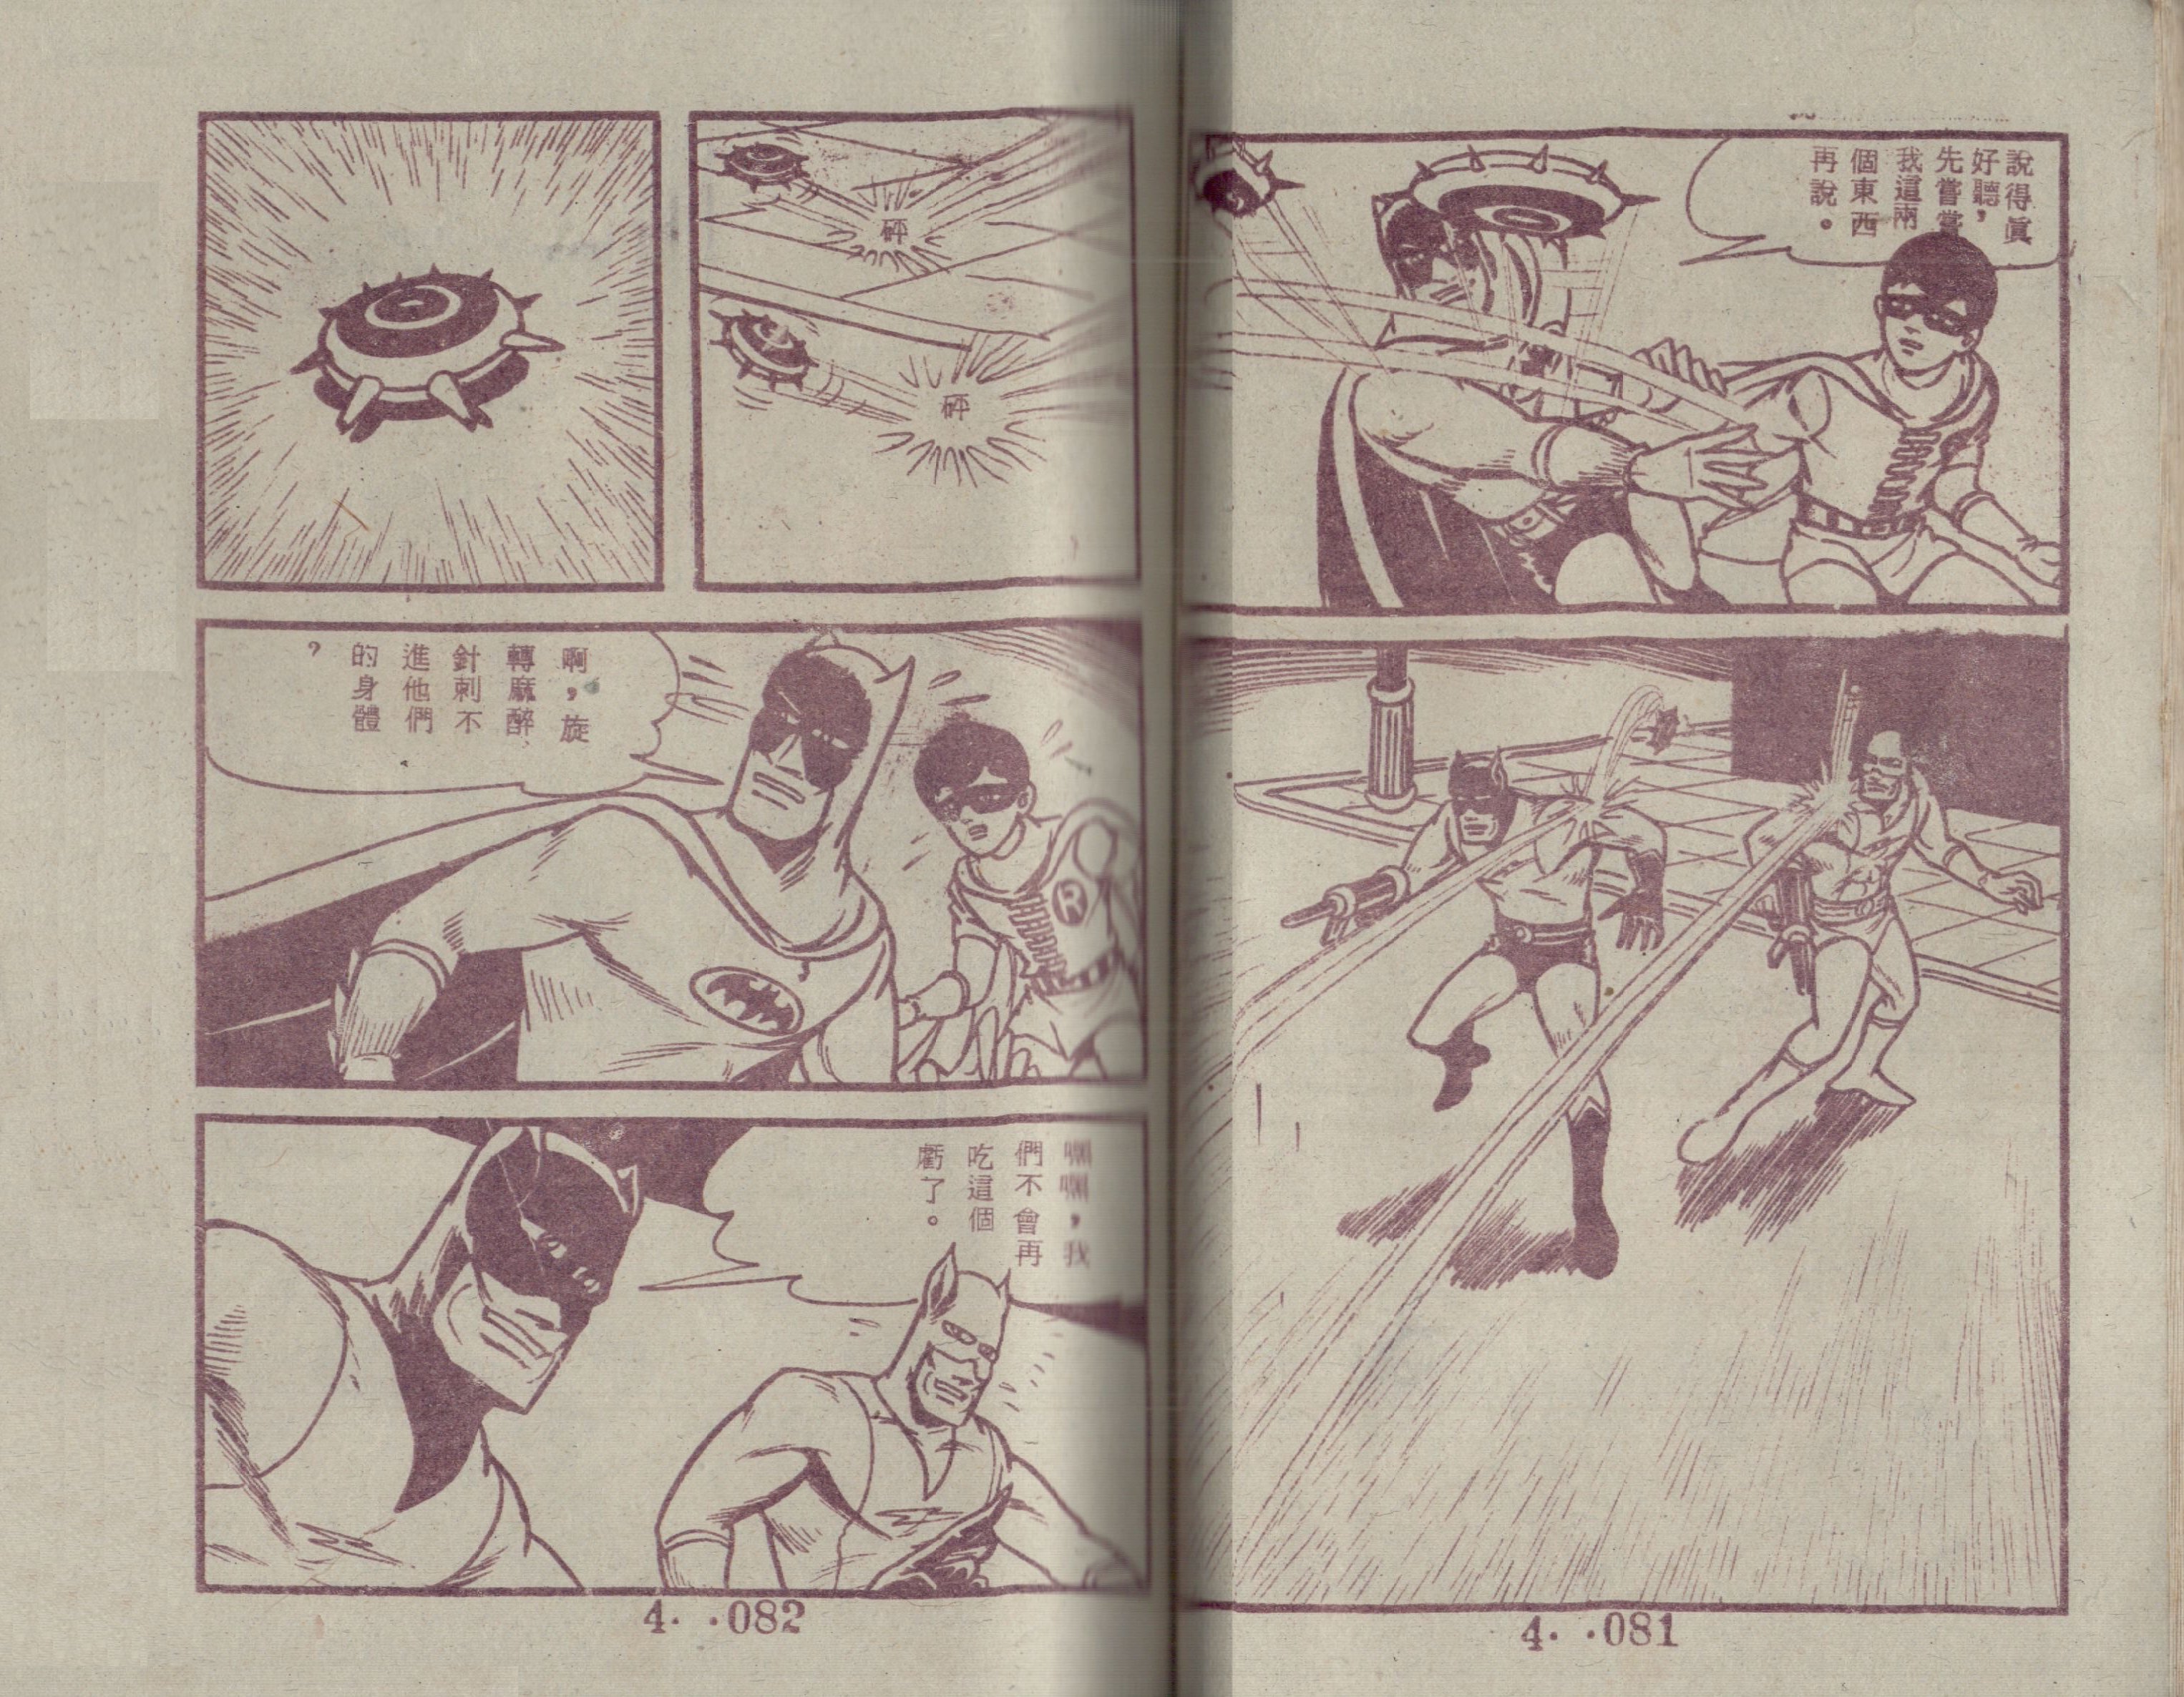 說得眞
好聽，
先嘗嘗
我這兩
個東西
再說。
4··081
砰
砰
啊，旋
轉麻醉
針刺不
進他們
的身體
？
R
嘿嘿，我
們不會再
吃這個
虧了。
4··082